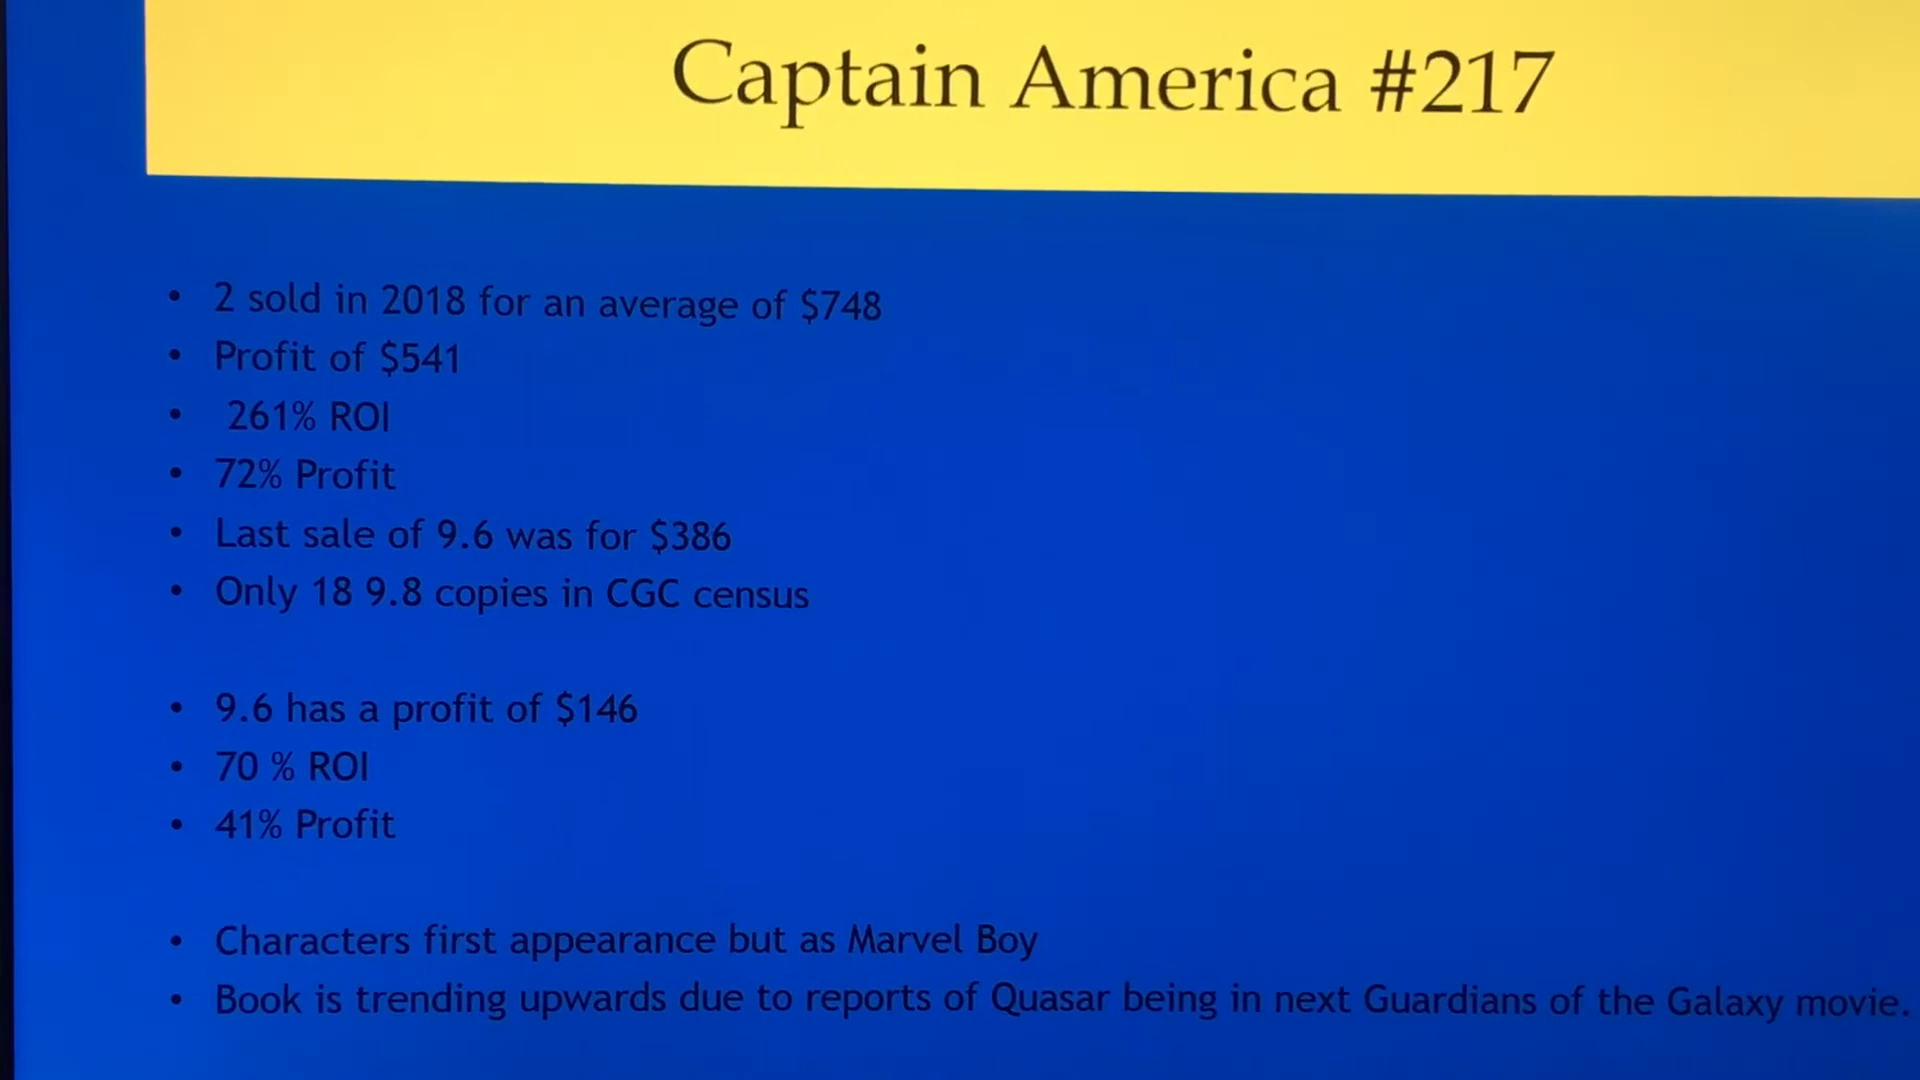 Captain America #217
• 2 sold in 2018 for an average of $748
• Profit of $541
• 261% ROI
• 72% Profit
• Last sale of 9.6 was for $386
• Only 18 9.8 copies in CGC census
• 9.6 has a profit of $146
• 70 % ROI
• 41% Profit
• Characters first appearance but as Marvel Boy
• Book is trending upwards due to reports of Quasar being in next Guardians of the Galaxy movie.